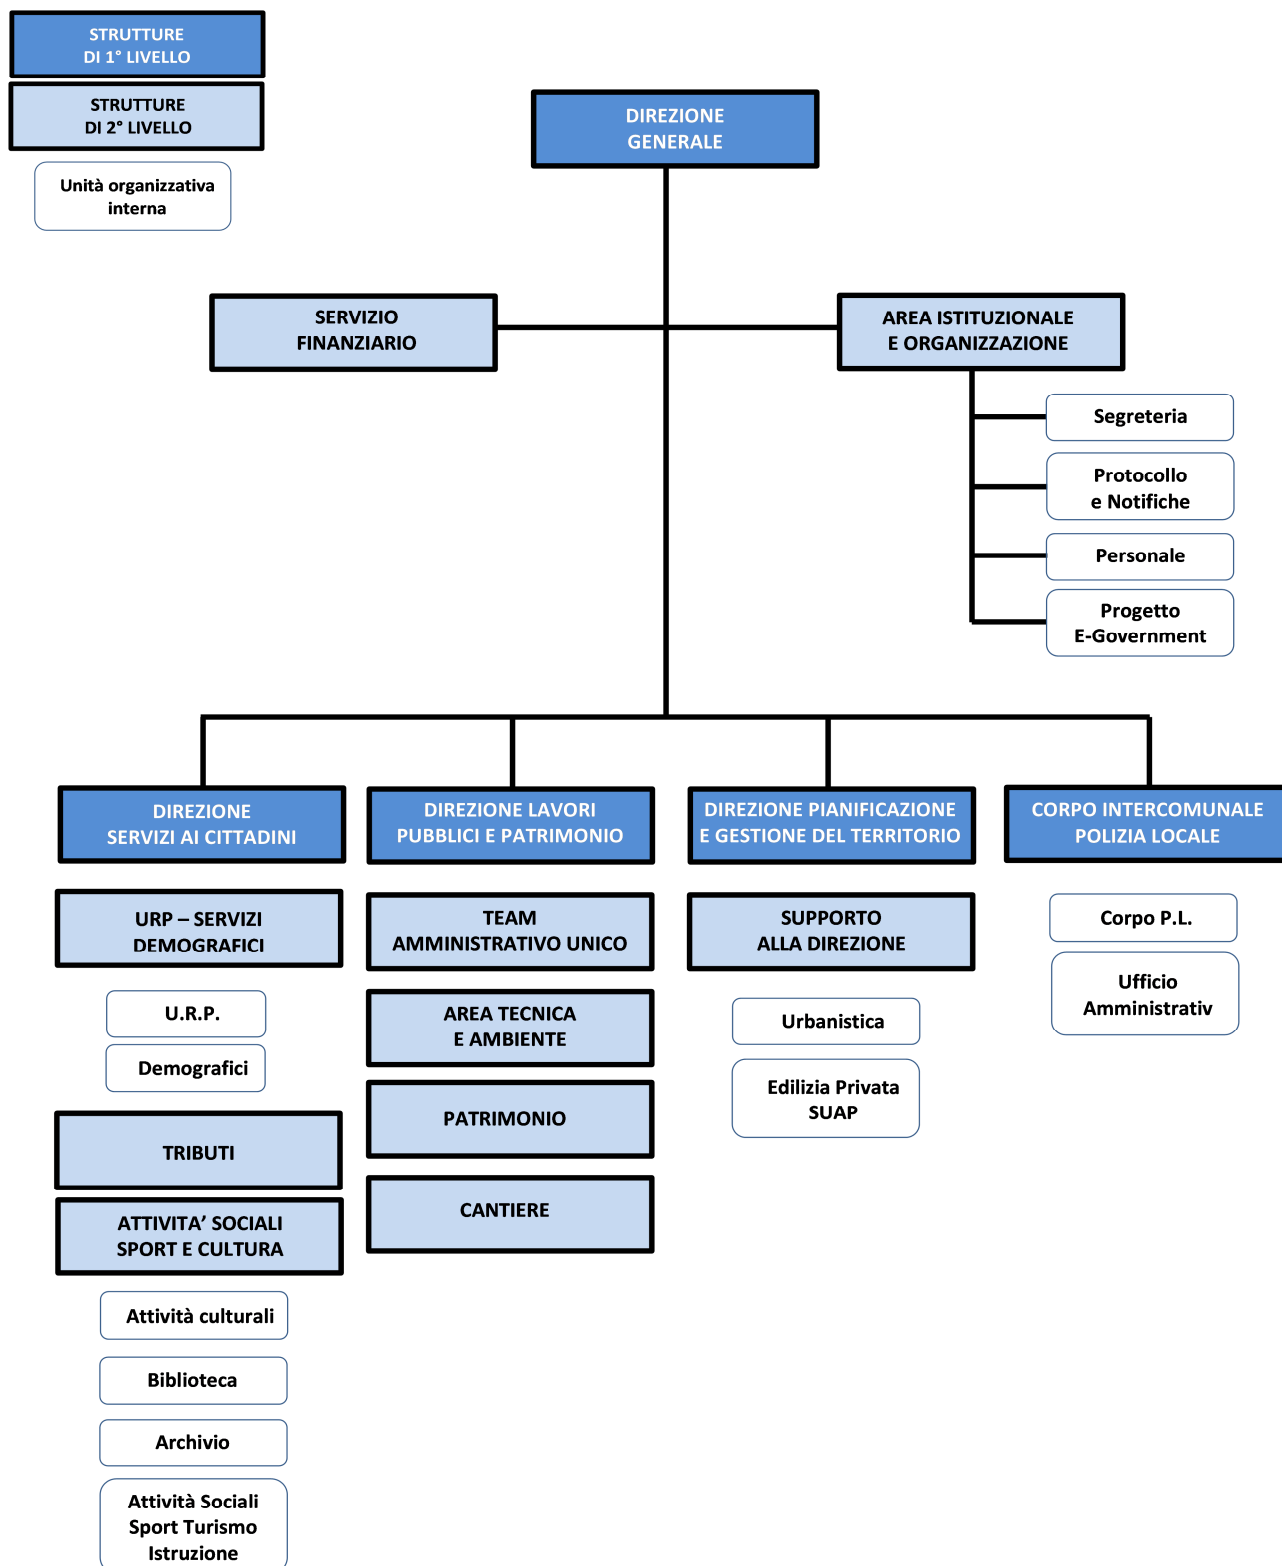 STRUTTURE
DI 1° LIVELLO
STRUTTURE
DI 2° LIVELLO
Unità organizzativa
interna
DIREZIONE
GENERALE
SERVIZIO
FINANZIARIO
AREA ISTITUZIONALE
E ORGANIZZAZIONE
Segreteria
Protocollo
e Notifiche
Personale
Progetto
E-Government
DIREZIONE
SERVIZI AI CITTADINI
URP – SERVIZI
DEMOGRAFICI
U.R.P.
Demografici
TRIBUTI
ATTIVITA’ SOCIALI
SPORT E CULTURA
Attività culturali
Biblioteca
Archivio
Attività Sociali
Sport Turismo
Istruzione
DIREZIONE LAVORI
PUBBLICI E PATRIMONIO
TEAM
AMMINISTRATIVO UNICO
AREA TECNICA
E AMBIENTE
PATRIMONIO
CANTIERE
DIREZIONE PIANIFICAZIONE
E GESTIONE DEL TERRITORIO
SUPPORTO
ALLA DIREZIONE
Urbanistica
Edilizia Privata
SUAP
CORPO INTERCOMUNALE
POLIZIA LOCALE
Corpo P.L.
Ufficio
Amministrativ